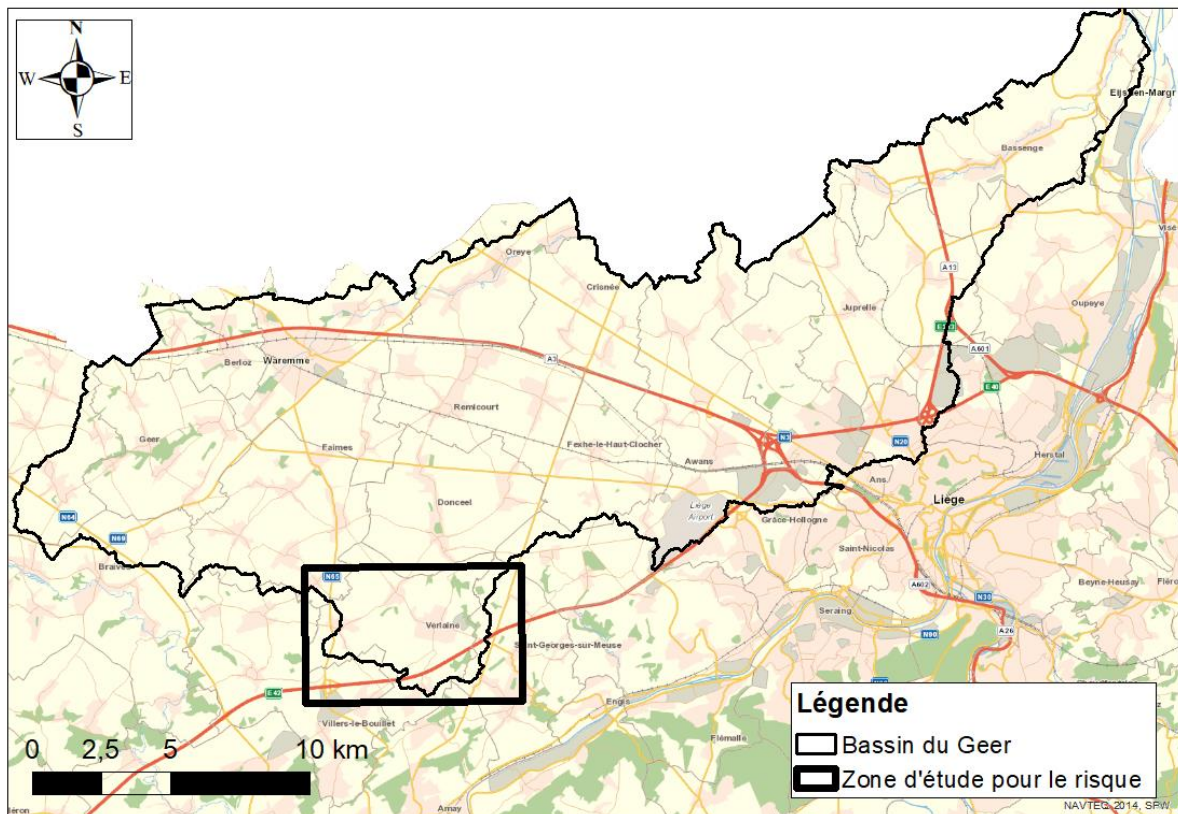 N
W
E
S
Eijsden-Margr
Bassenge
Visé
Oreye
Crisnée
A13
Juprelle
Oupeye
A601
E 40
Berloz
Waremme
A3
Remicourt
Geer
Faimes
Fexhe-le-Haut-Clocher
N3
N20
Awans
Herstal
Ans
Liège
Donceel
Liège
Airport
Grâce-Hollogne
N64
N69
Braives
Saint-Nicolas
N65
A602
Beyne-Heusay
Fléro
N30
Seraing
Verlaine
N90
A26
Saint-Georges-sur-Meuse
E 42
Engis
Villers-le-Bouillet
Flémalle
Amay
Légende
Bassin du Geer
Zone d'étude pour le risque
0 2,5 5 10 km
NAVTEQ 2014, SPW